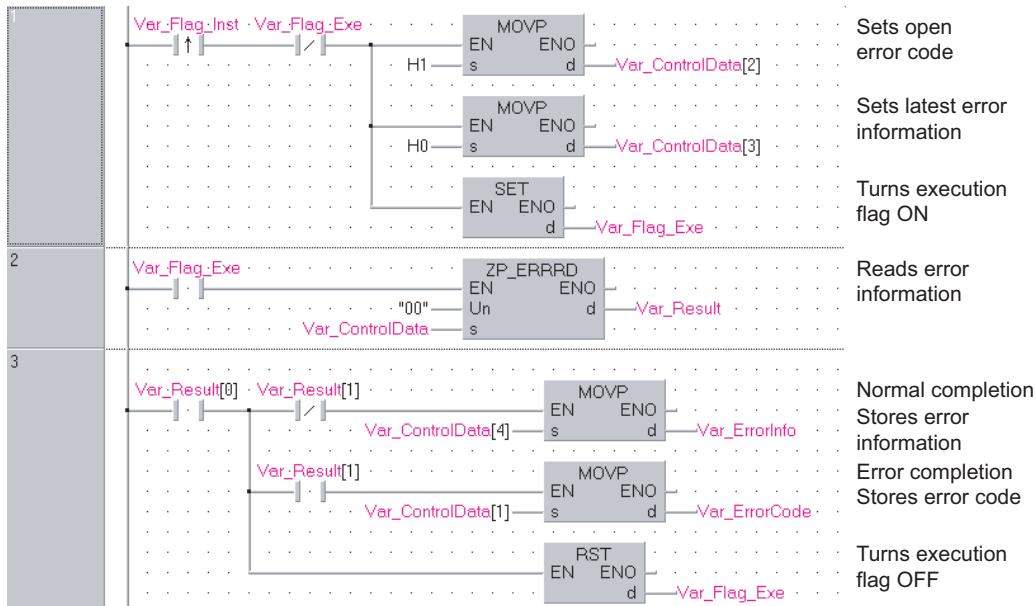 1
Var_Flag_Inst Var_Flag_Exe
MOVP
EN ENO
H1 s d Var_ControlData[2]
Sets open
error code
MOVP
EN ENO
H0 s d Var_ControlData[3]
Sets latest error
information
SET
EN ENO
d Var_Flag_Exe
Turns execution
flag ON
2
Var_Flag_Exe
ZP_ERRRD
EN ENO
"00" Un d Var_Result
Var_ControlData s
Reads error
information
3
Var_Result[0] Var_Result[1]
MOVP
EN ENO
Var_ControlData[4] s d Var_ErrorInfo
Normal completion
Stores error
information
Var_Result[1]
MOVP
EN ENO
Var_ControlData[1] s d Var_ErrorCode
Error completion
Stores error code
RST
EN ENO
d Var_Flag_Exe
Turns execution
flag OFF